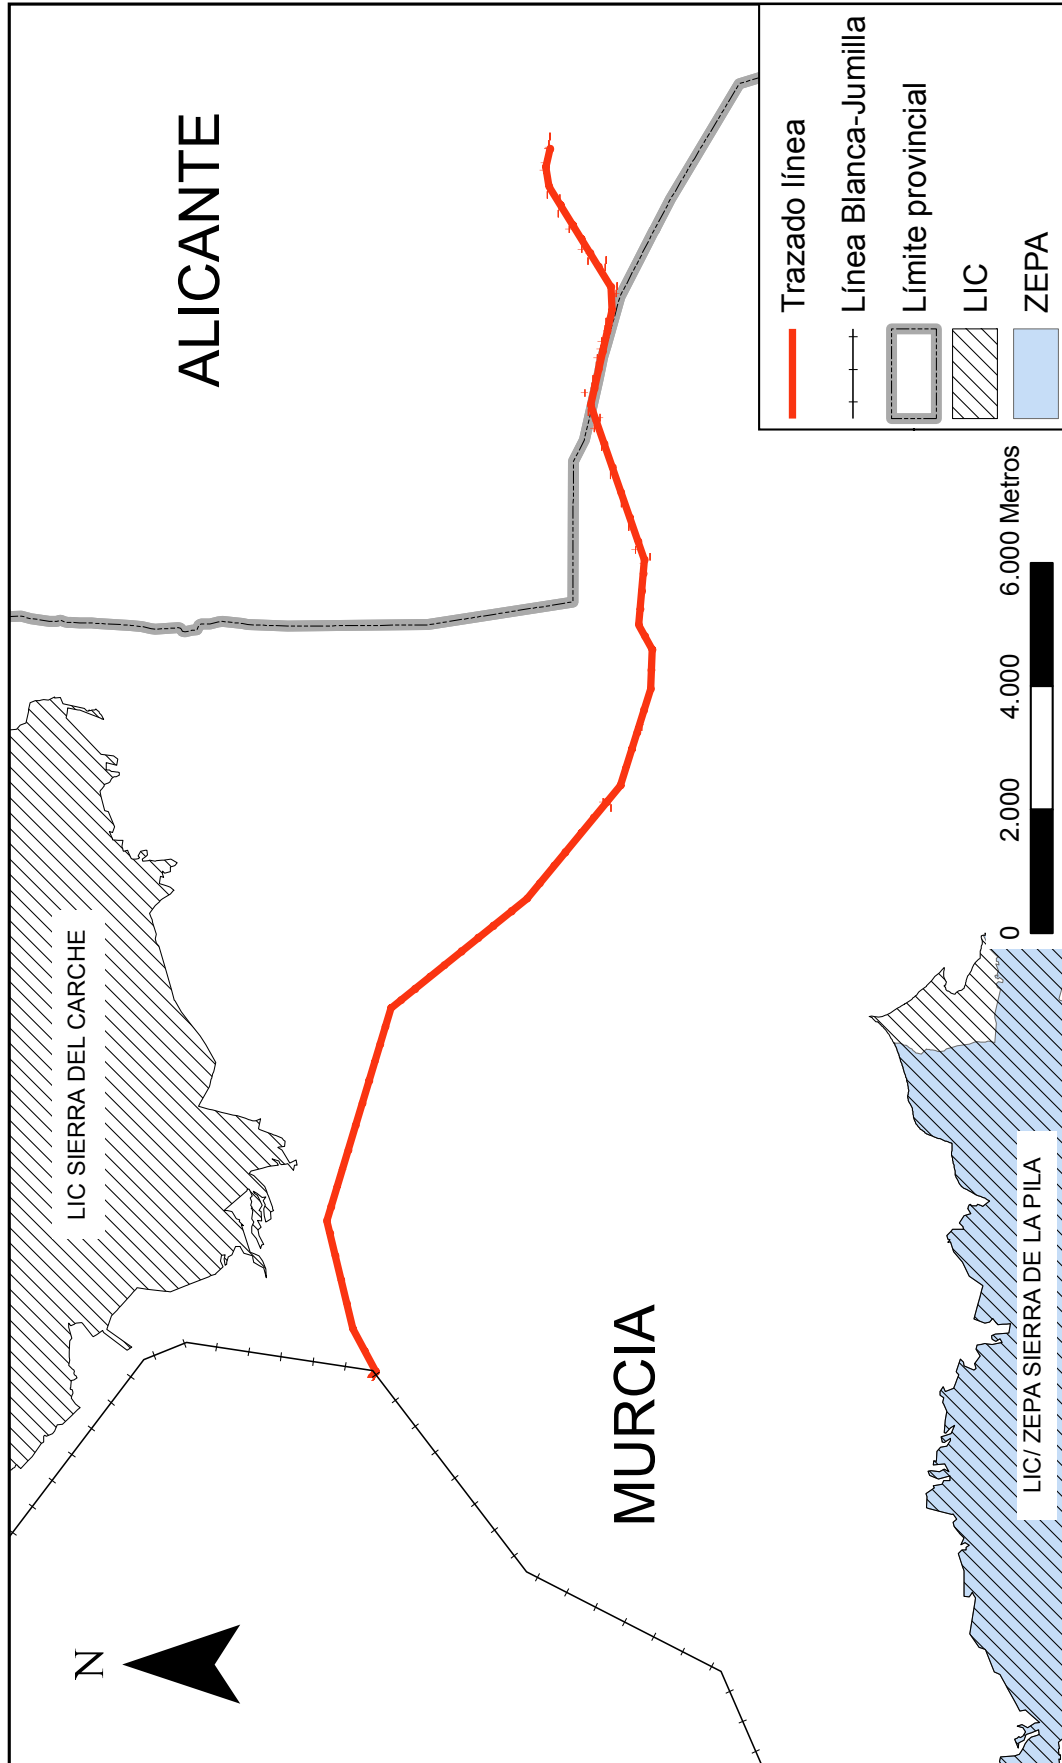 N
ALICANTE
LIC SIERRA DEL CARCHE
MURCIA
LIC/ ZEPA SIERRA DE LA PILA
0 2.000 4.000 6.000 Metros
Trazado línea
Línea Blanca-Jumilla
Límite provincial
LIC
ZEPA